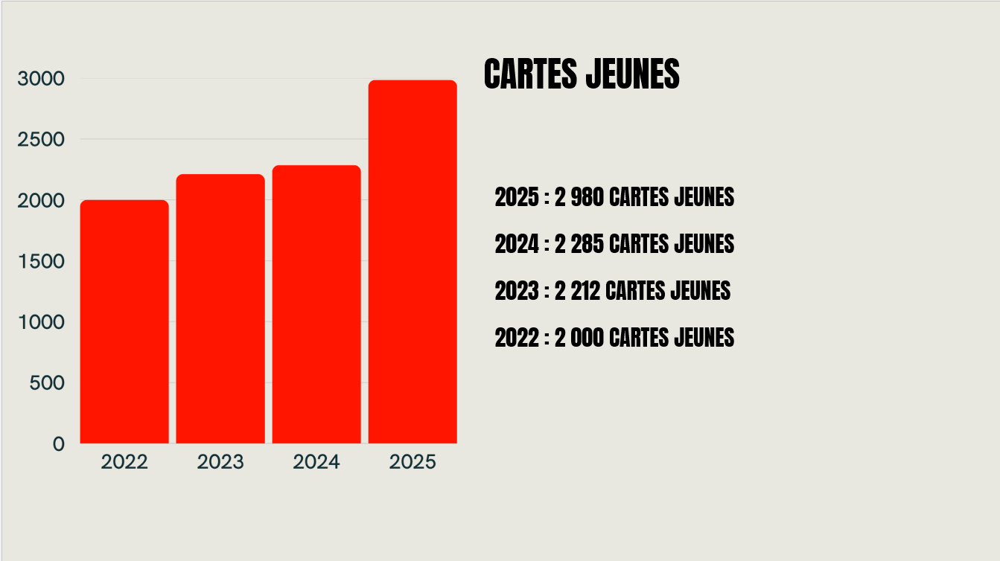 3000
2500
2000
1500
1000
500
0
2022 2023 2024 2025
CARTES JEUNES
2025 : 2 980 CARTES JEUNES
2024 : 2 285 CARTES JEUNES
2023 : 2 212 CARTES JEUNES
2022 : 2 000 CARTES JEUNES